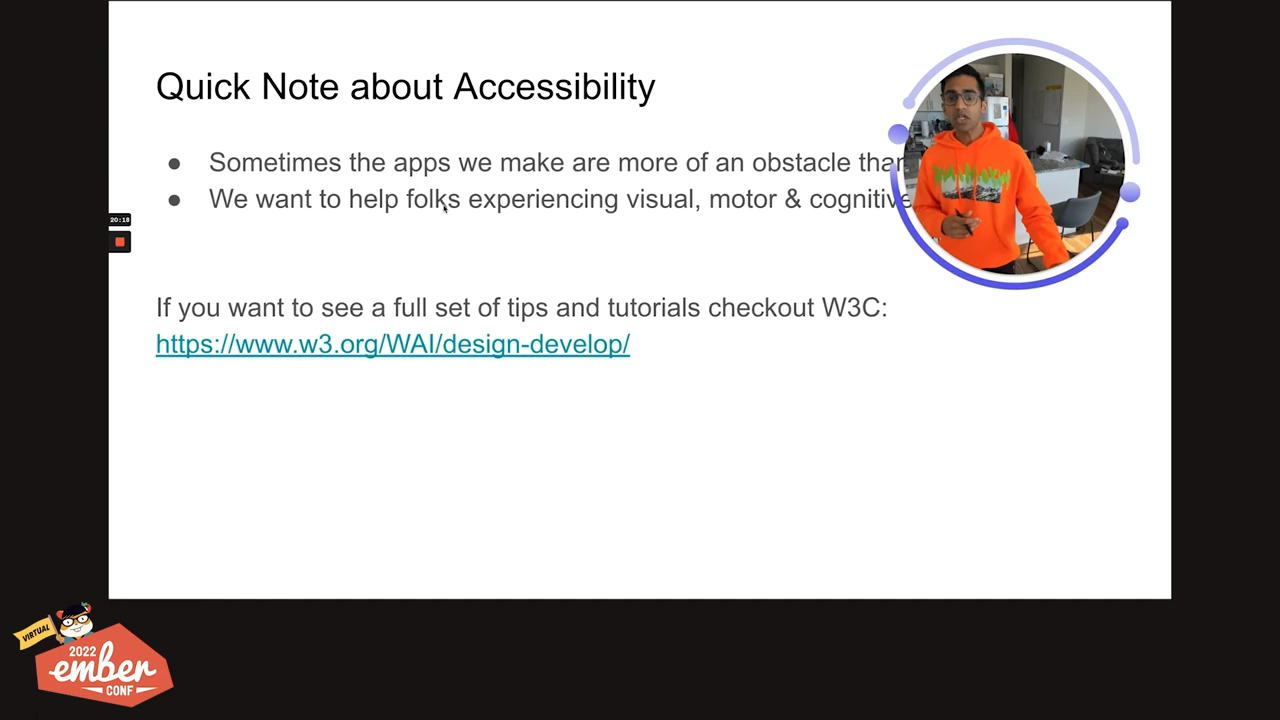 Quick Note about Accessibility
● Sometimes the apps we make are more of an obstacle than
● We want to help folks experiencing visual, motor & cognitive
20:18
If you want to see a full set of tips and tutorials checkout W3C:
https://www.w3.org/WAI/design-develop/
VIRTUAL
2022
ember
CONF